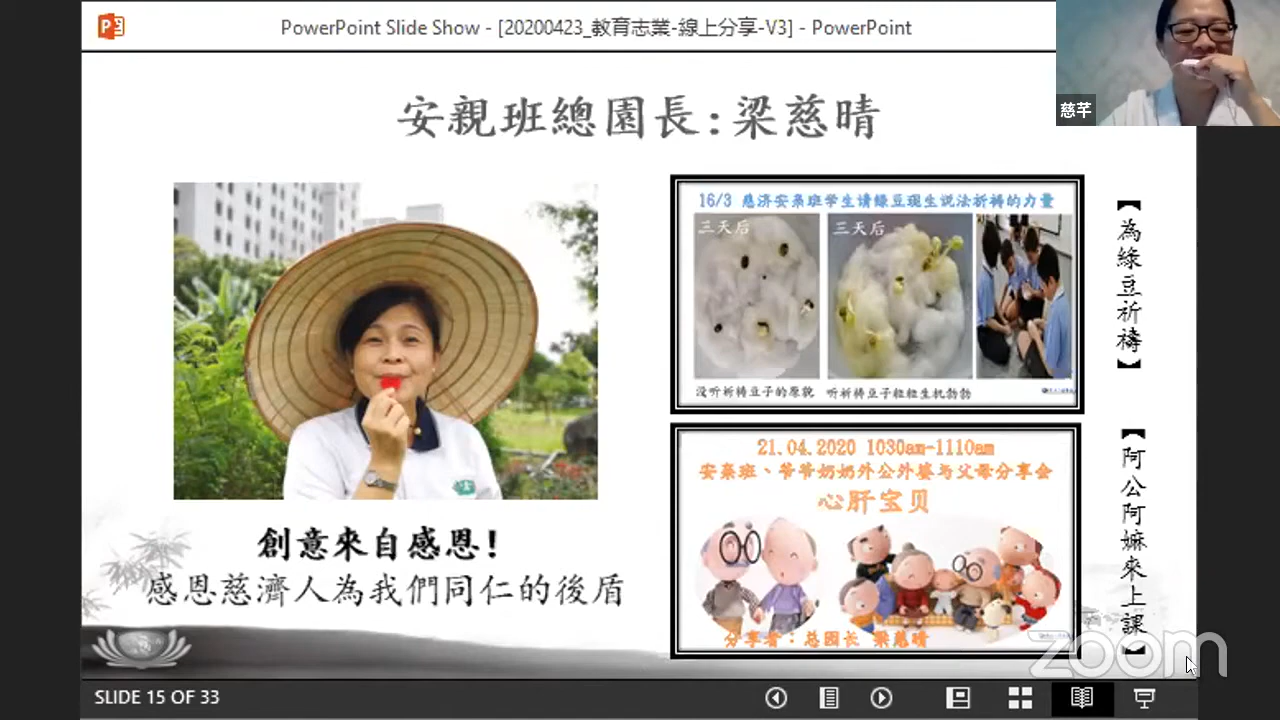 PowerPoint Slide Show - [20200423_教育志業-線上分享-V3] - PowerPoint
慈芊
安親班總園長:梁慈晴
16/3 慈济安亲班学生请绿豆现生说法祈祷的力量
三天后
三天后
没听祈祷豆子的原貌
听祈祷豆子粒粒生机勃勃
【為綠豆祈禱】
創意來自感恩!
感恩慈濟人為我們同仁的後盾
21.04.2020 1030am-1110am
安亲班、爷爷奶奶外公外婆与父母分享会
心肝宝贝
分享者：总园长 梁慈晴
【阿公阿嬤來上課】
zoom
SLIDE 15 OF 33